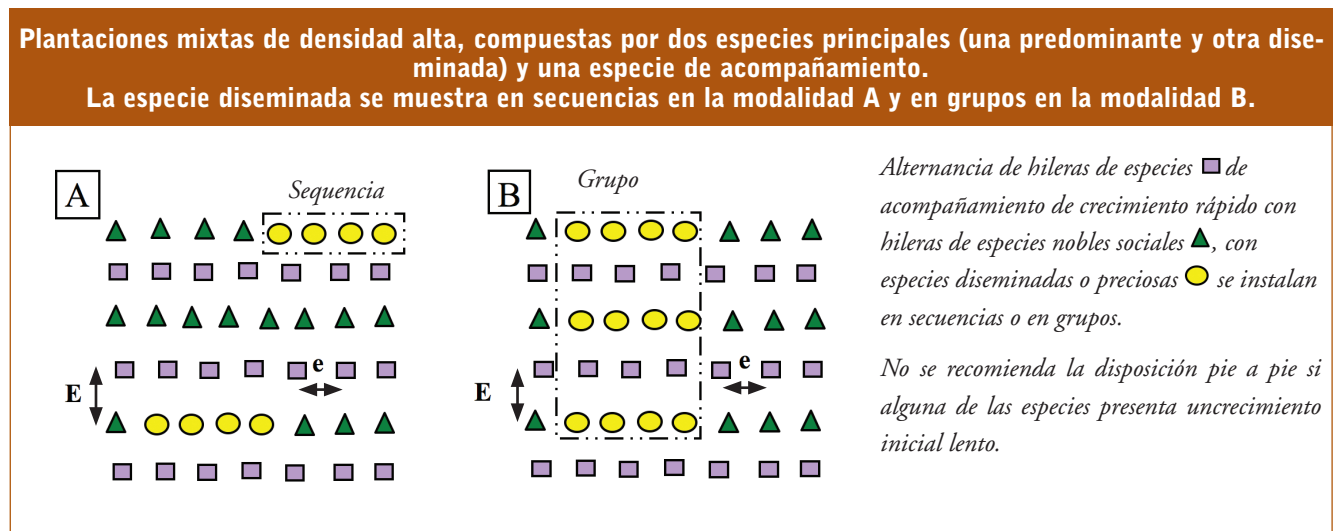 Plantaciones mixtas de densidad alta, compuestas por dos especies principales (una predominante y otra dise-
minada) y una especie de acompañamiento.
La especie diseminada se muestra en secuencias en la modalidad A y en grupos en la modalidad B.
A
Sequencia
E
e
B
Grupo
E
e
Alternancia de hileras de especies de
acompañamiento de crecimiento rápido con
hileras de especies nobles sociales , con
especies diseminadas o preciosas se instalan
en secuencias o en grupos.
No se recomienda la disposición pie a pie si
alguna de las especies presenta uncrecimiento
inicial lento.